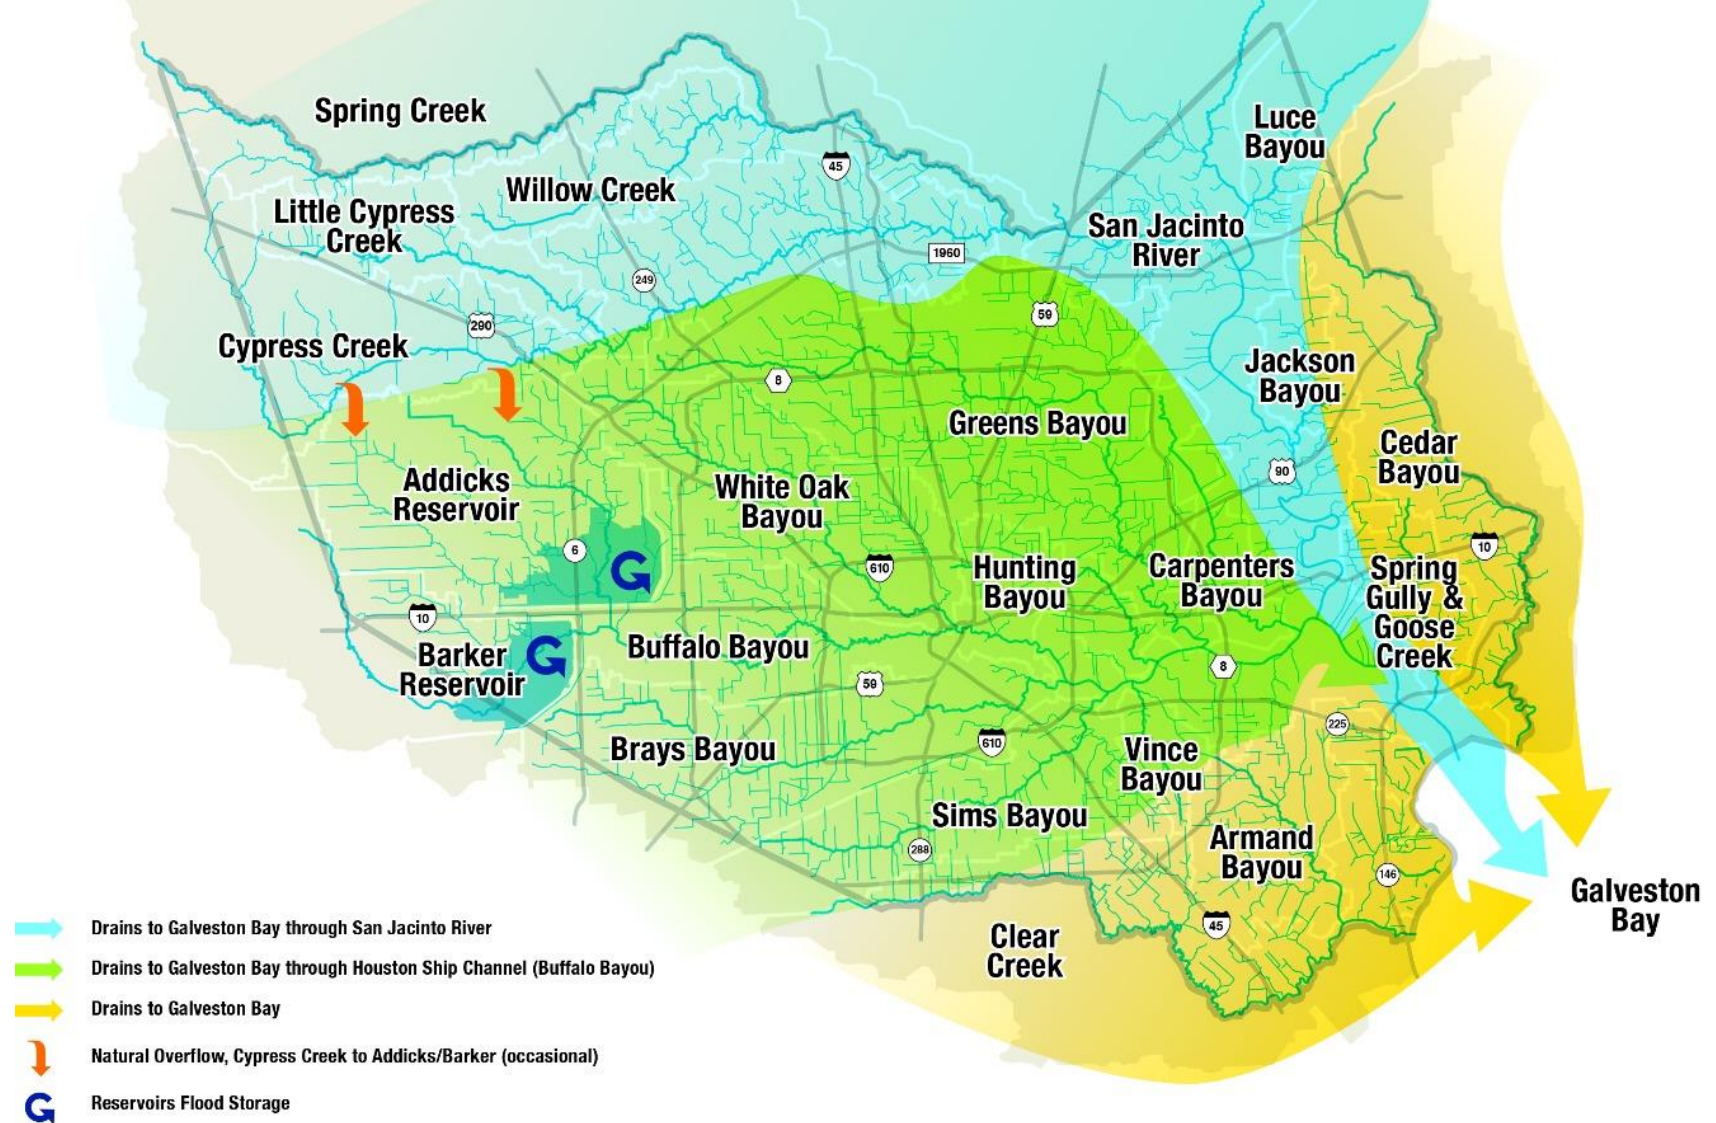 Spring Creek
Luce
Bayou
45
Willow Creek
Little Cypress
Creek
San Jacinto
River
1960
249
59
290
Cypress Creek
Jackson
Bayou
8
Greens Bayou
Cedar
Bayou
90
Addicks
Reservoir
White Oak
Bayou
6
10
610
Hunting
Bayou
Carpenters
Bayou
Spring
Gully &
Goose
Creek
10
Buffalo Bayou
Barker
Reservoir
8
59
225
610
Brays Bayou
Vince
Bayou
Sims Bayou
288
Armand
Bayou
146
Galveston
Bay
45
Clear
Creek
Drains to Galveston Bay through San Jacinto River
Drains to Galveston Bay through Houston Ship Channel (Buffalo Bayou)
Drains to Galveston Bay
Natural Overflow, Cypress Creek to Addicks/Barker (occasional)
Reservoirs Flood Storage